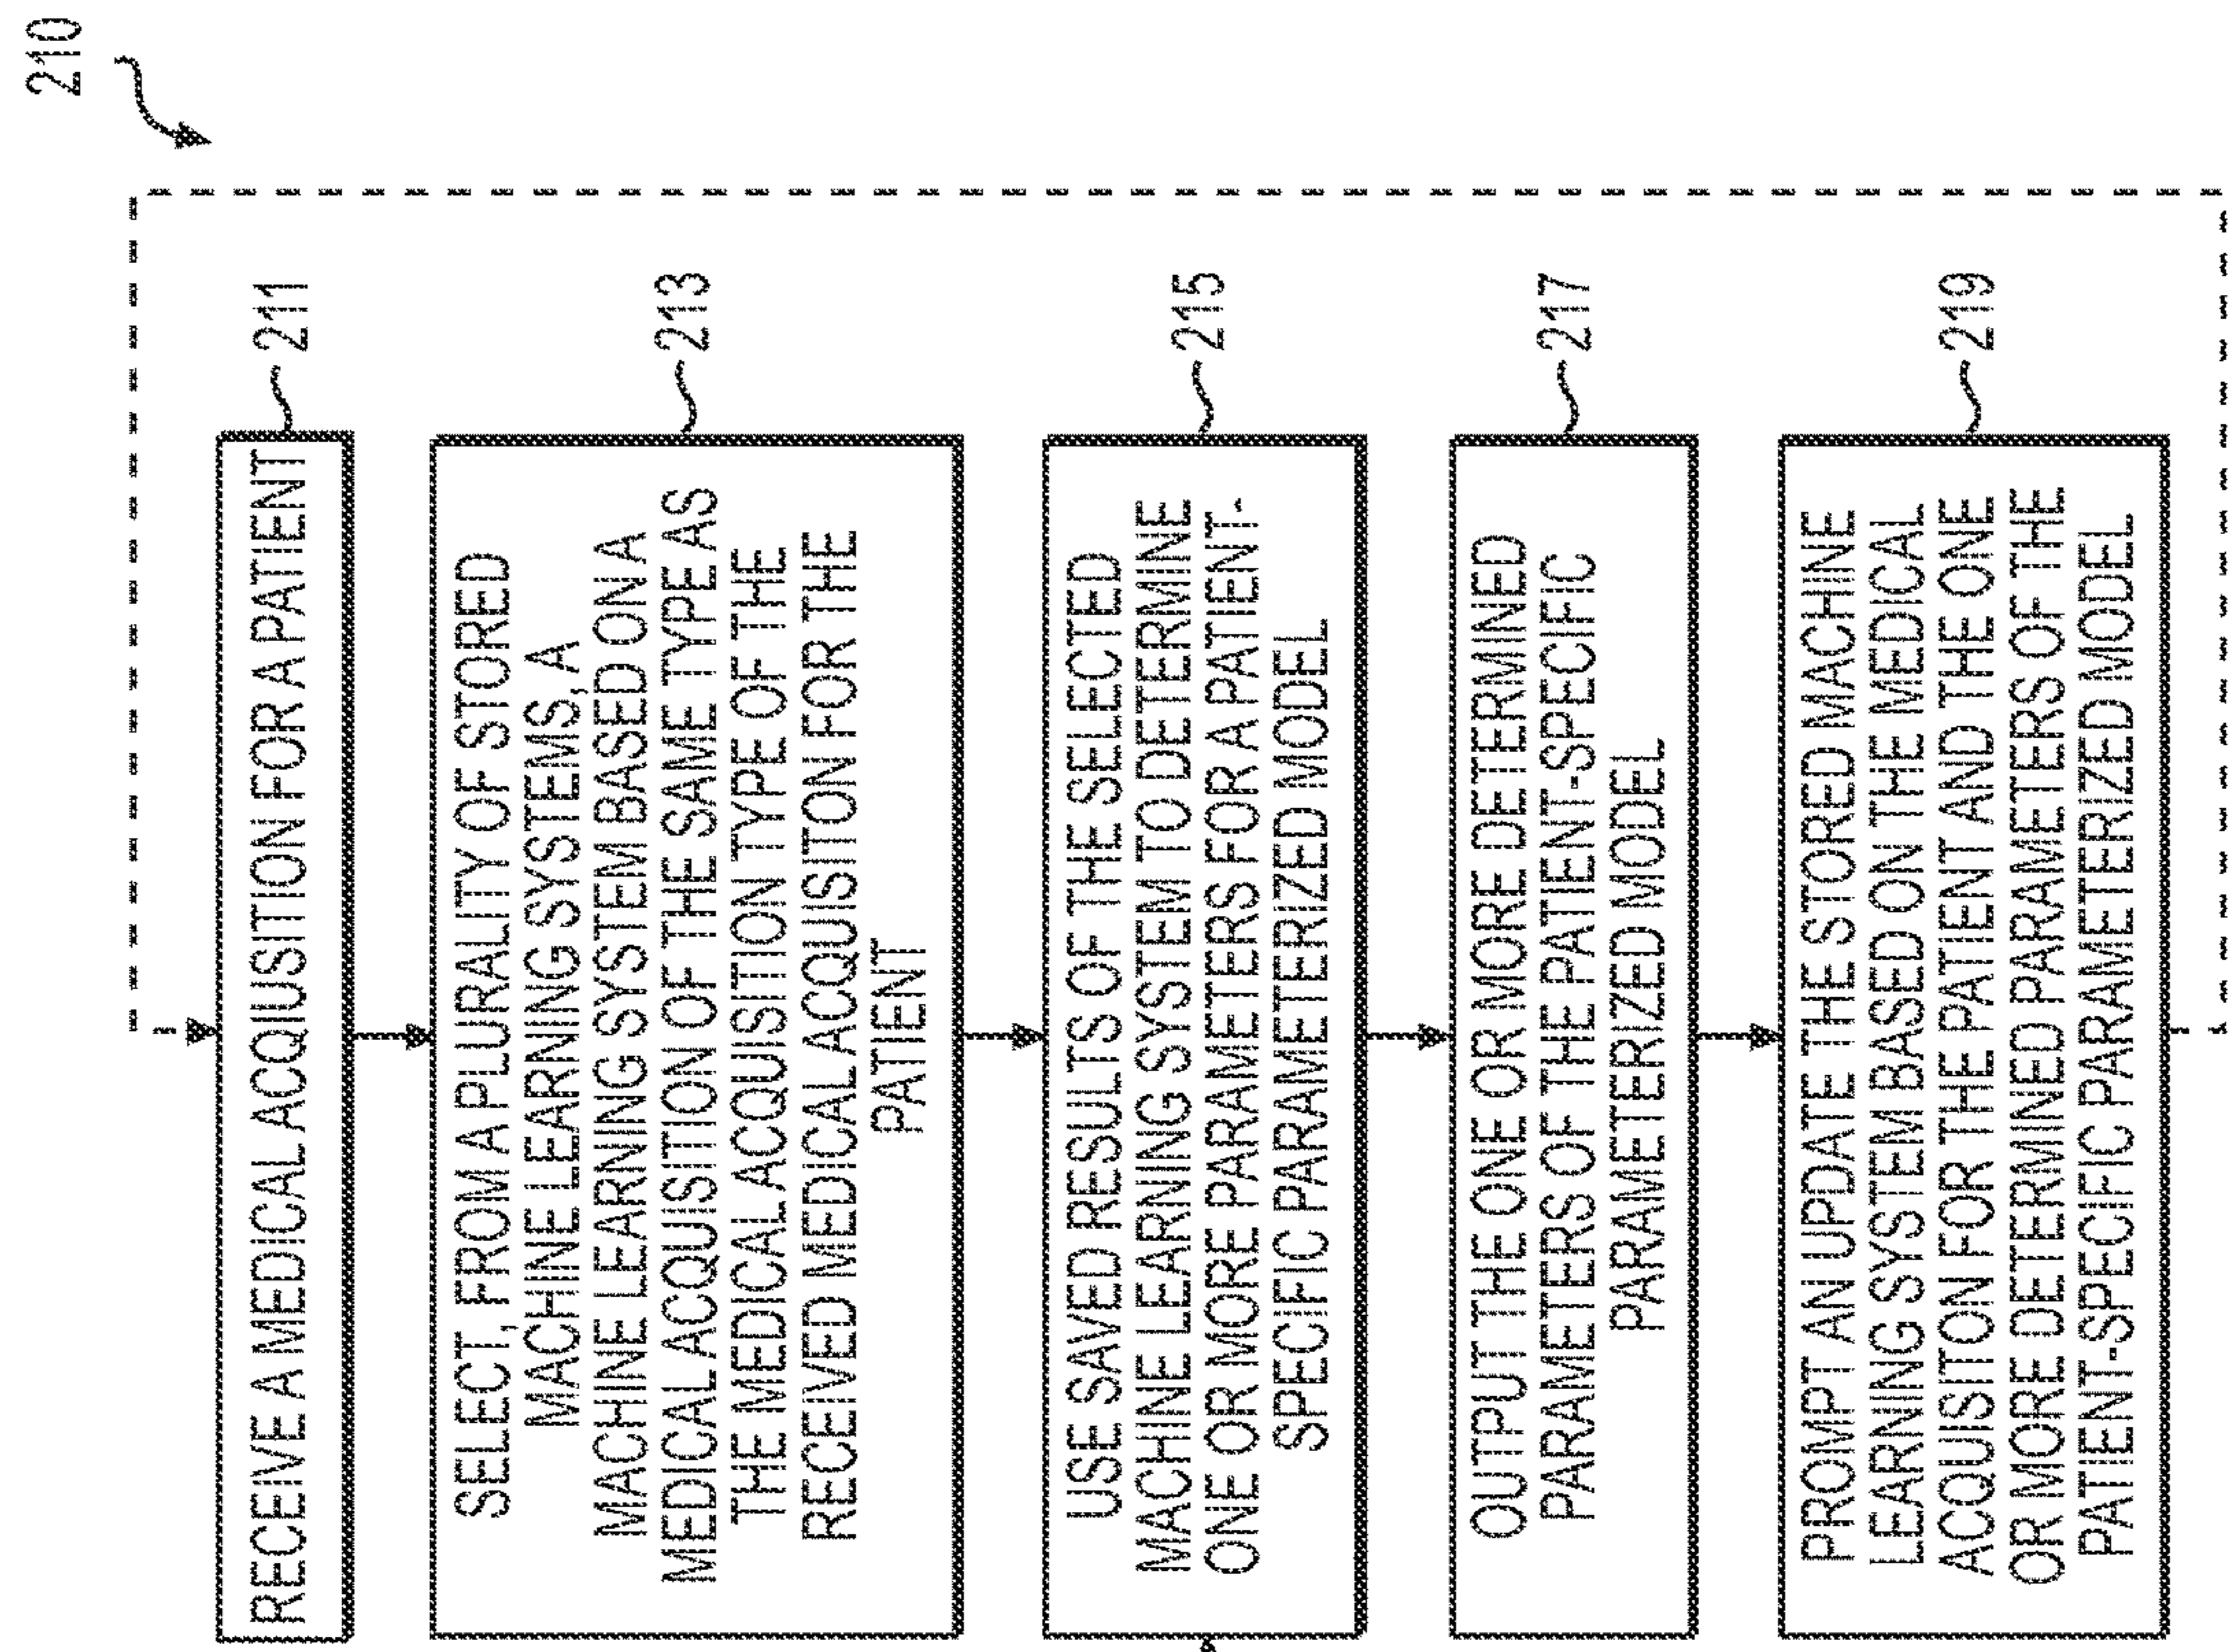 210
RECEIVE A MEDICAL ACQIUSITION FOR A PATIENT
211
SELECT, FROM A PLURALITY OF STORED
MACHINE LEARNING SYSTEMS, A
MACHINE LEARNING SYSTEM BASED ON A
MEDICAL ACQUISITION OF THE SAME TYPE AS
THE MEDICAL ACQUISITION TYPE OF THE
RECEIVED MEDICAL ACQUISITON FOR THE
PATIENT
213
USE SAVED RESULTS OF THE SELECTED
MACHINE LEARNING SYSTEM TO DETERMINE
ONE OR MORE PARAMETERS FOR A PATIENT-
SPECIFIC PARAMETERIZED MODEL
215
OUTPUT THE ONE OR MORE DETERMINED
PARAMETERS OF THE PATIENT-SPECIFIC
PARAMETERIZED MODEL
217
PROMPT AN UPDATE THE STORED MACHINE
LEARNING SYSTEM BASED ON THE MEDICAL
ACQUISITON FOR THE PATIENT AND THE ONE
OR MORE DETERMINED PARAMETERS OF THE
PATIENT-SPECIFIC PARAMETERIZED MODEL
219